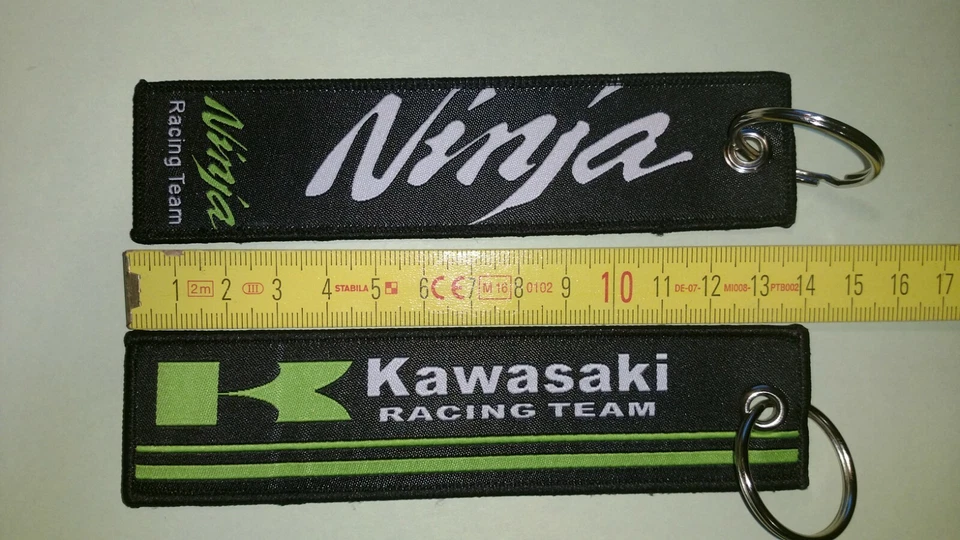 Ninja
Racing Team
Ninja
1 2m 2 III 3 4 STABILA 5 6 CE 7 M 16 8 0102 9 10 11 DE-07- 12 MI008- 13 PTB002 14 15 16 17
Kawasaki
RACING TEAM